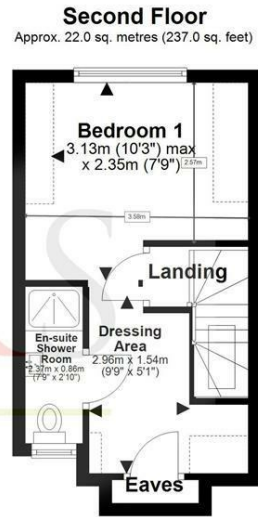 Second Floor
Approx. 22.0 sq. metres (237.0 sq. feet)
Bedroom 1
3.13m (10'3") max
x 2.35m (7'9")
2.57m
3.58m
Landing
En-suite
Shower
Room
2.37m x 0.86m
(7'9" x 2'10")
Dressing
Area
2.96m x 1.54m
(9'9" x 5'1")
Eaves